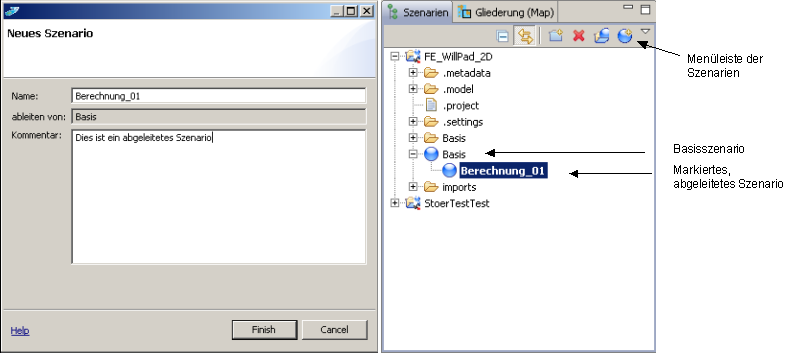 Neues Szenario
Name: Berechnung_01
ableiten von: Basis
Kommentar: Dies ist ein abgeleitetes Szenario
Help Finish Cancel
Szenarien Gliederung (Map)
FE_WillPad_2D
.metadata
.model
.project
.settings
Basis
Basis
Berechnung_01
imports
StoerTestTest
Menüleiste der
Szenarien
Basisszenario
Markiertes,
abgeleitetes Szenario